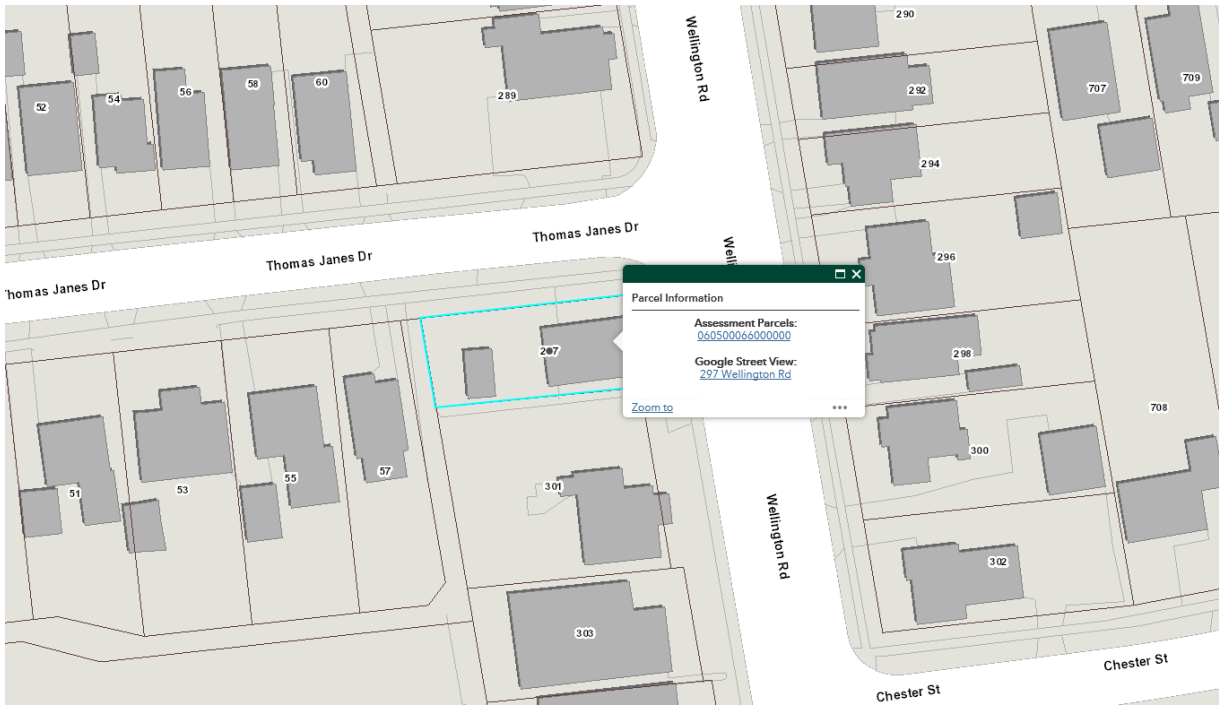 290
Wellington Rd
52
54
56
58
60
289
292
707
709
294
Thomas Janes Dr
Thomas Janes Dr
Thomas Janes Dr
296
Parcel Information
Assessment Parcels:
060500066000000
Google Street View:
297 Wellington Rd
Zoom to
298
708
300
51
53
55
57
301
Wellington Rd
302
303
Chester St
Chester St